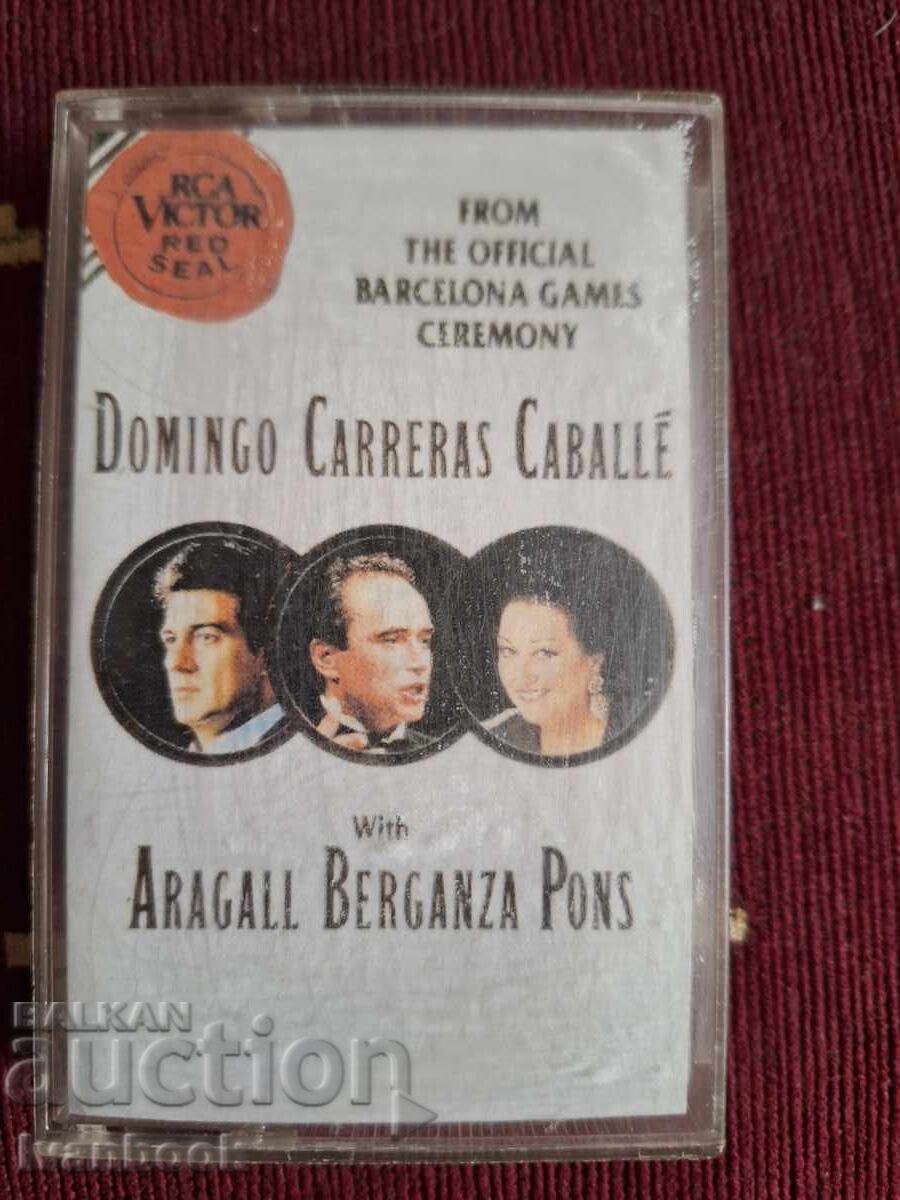 RCA
VICTOR
RED
SEAL
FROM
THE OFFICIAL
BARCELONA GAMES
CEREMONY
DOMINGO CARRERAS CABALLÉ
With
ARAGALL BERGANZA PONS
BALKAN
auction
Ivanbook